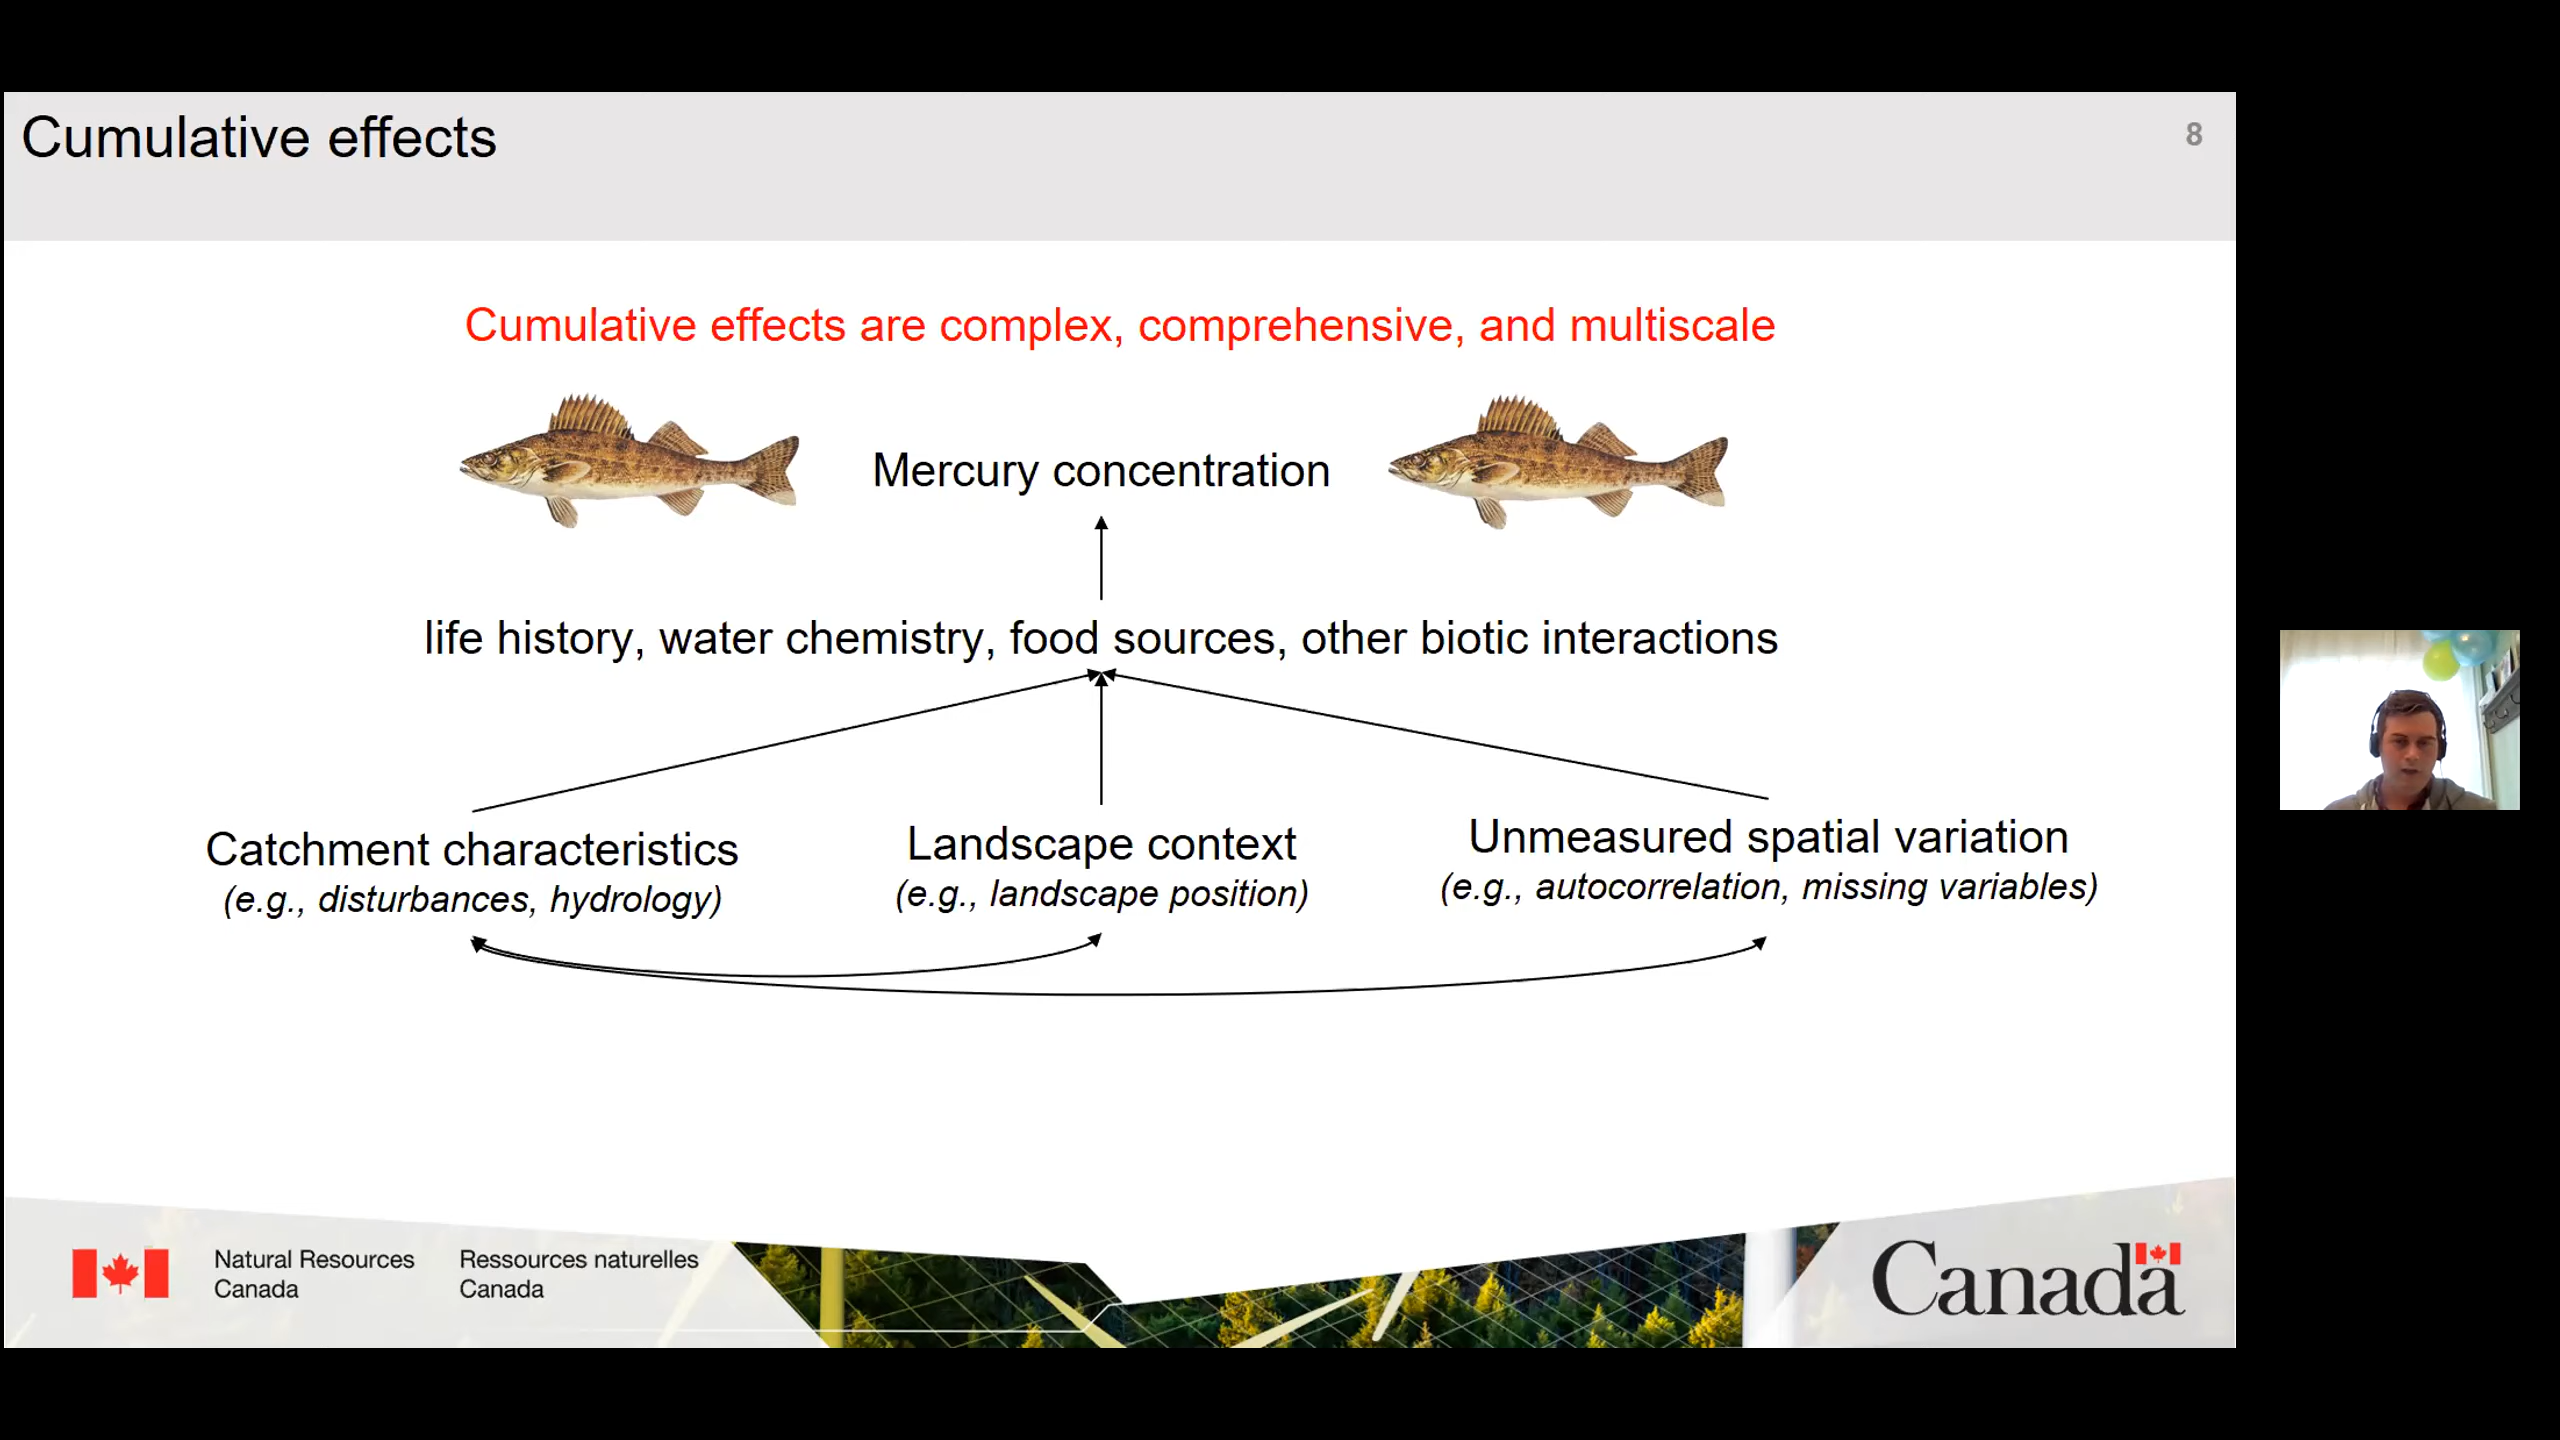 Cumulative effects
8
Cumulative effects are complex, comprehensive, and multiscale
Mercury concentration
life history, water chemistry, food sources, other biotic interactions
Catchment characteristics
(e.g., disturbances, hydrology)
Landscape context
(e.g., landscape position)
Unmeasured spatial variation
(e.g., autocorrelation, missing variables)
Natural Resources
Canada
Ressources naturelles
Canada
Canada